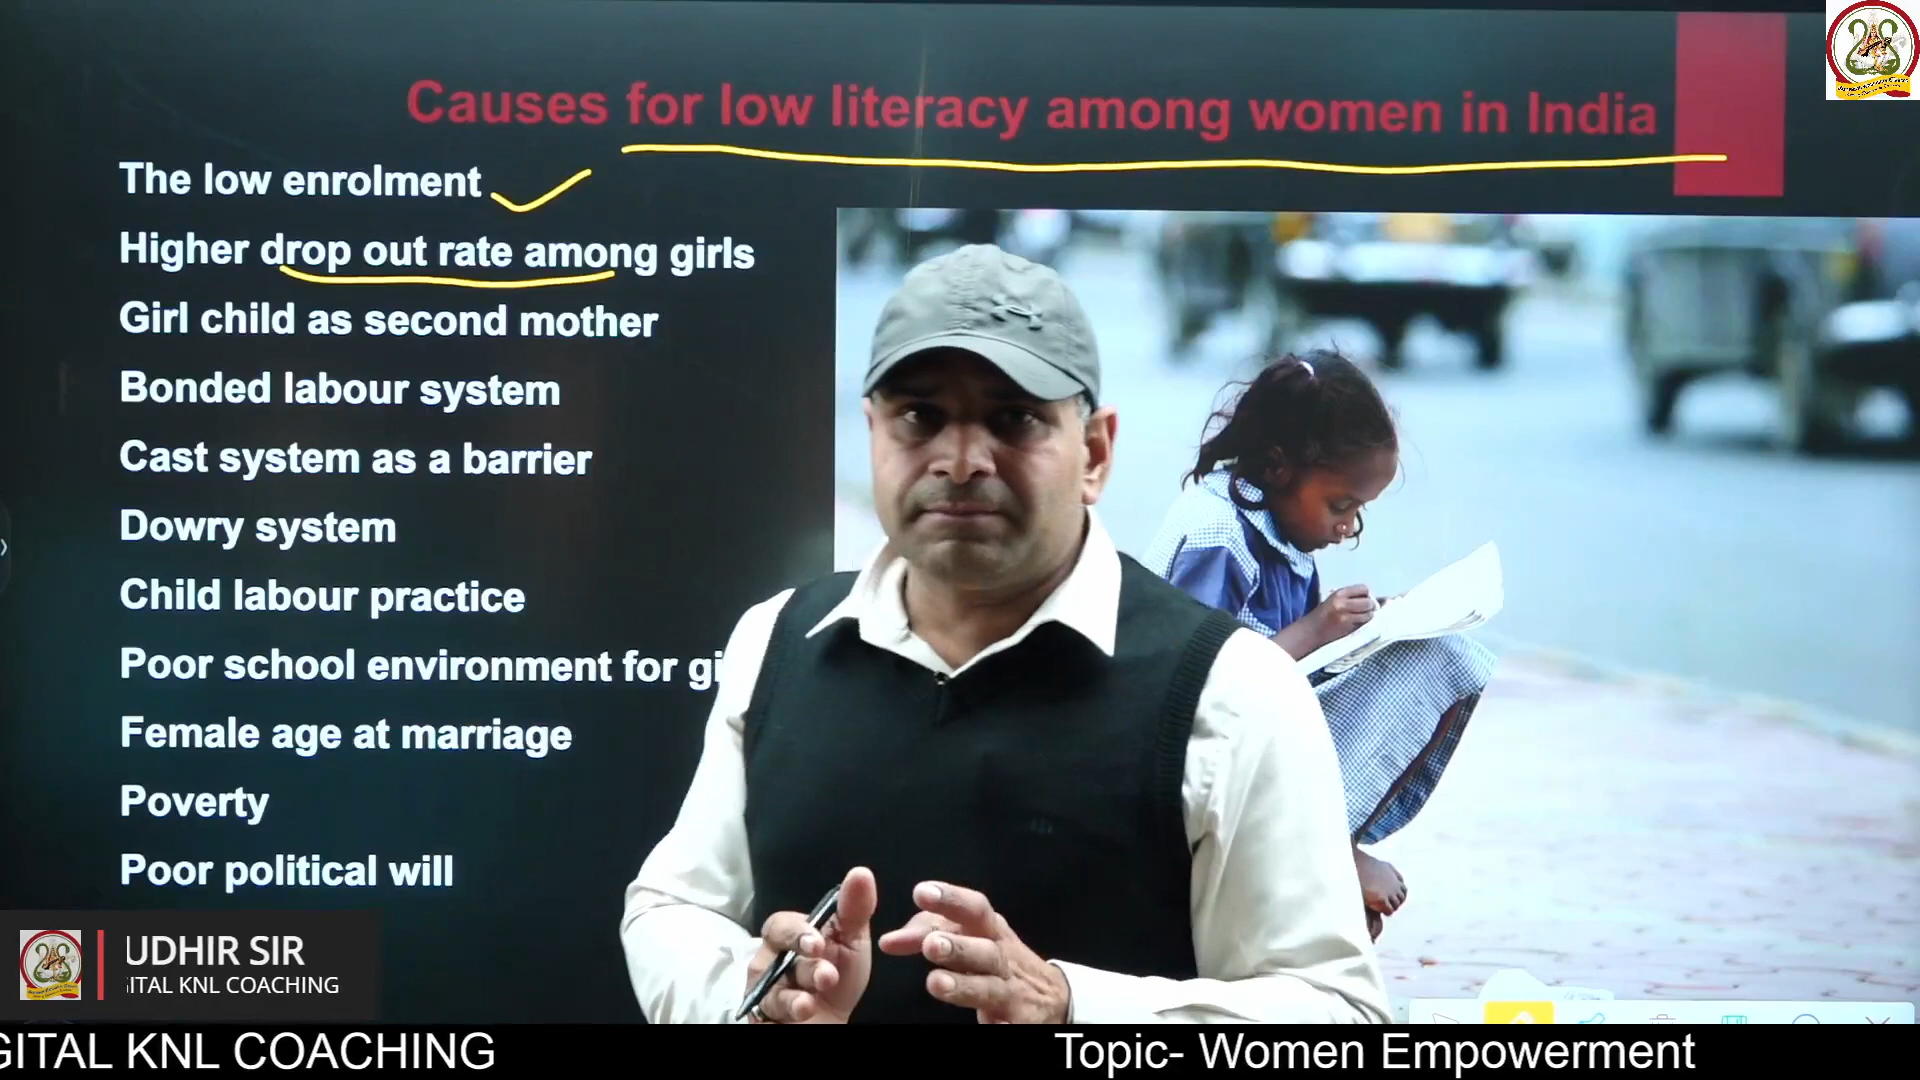 Causes for low literacy among women in India
The low enrolment
Higher drop out rate among girls
Girl child as second mother
Bonded labour system
Cast system as a barrier
Dowry system
Child labour practice
Poor school environment for gi
Female age at marriage
Poverty
Poor political will
UDHIR SIR
ITAL KNL COACHING
GITAL KNL COACHING
Topic- Women Empowerment